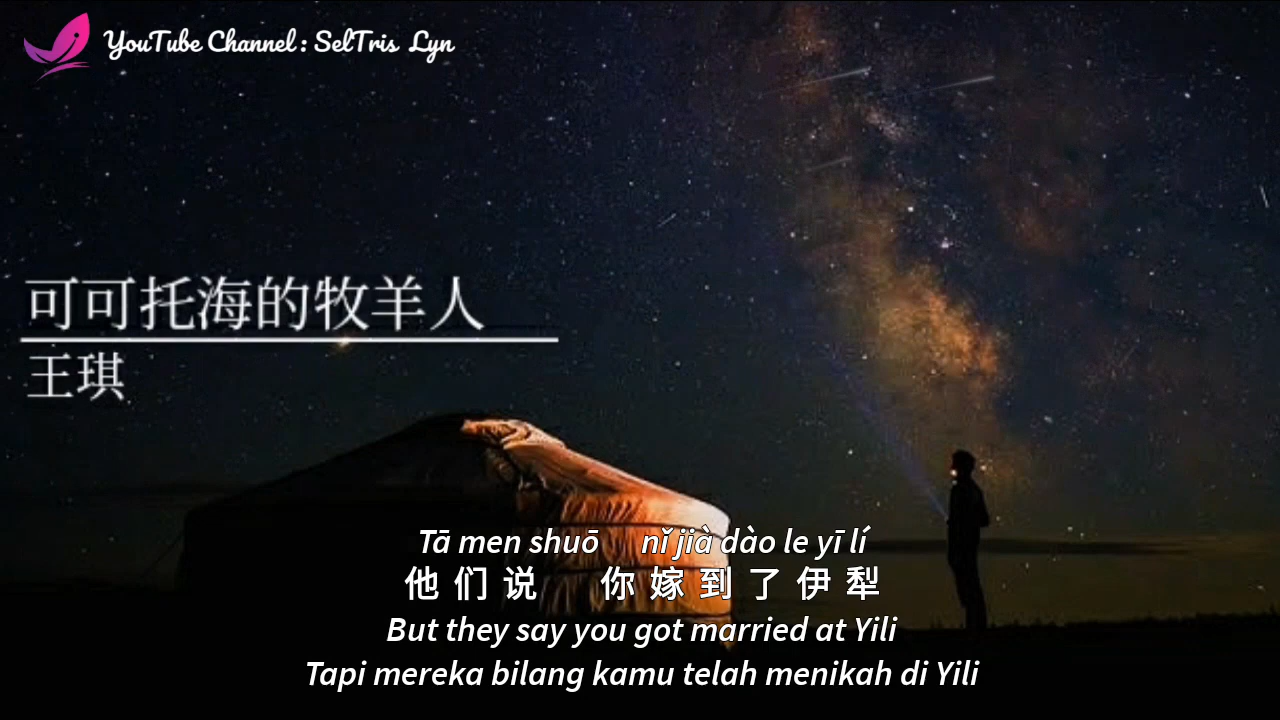 YouTube Channel : SelTris Lyn
可可托海的牧羊人
王琪
Tā men shuō nǐ jià dào le yī lí
他们说 你嫁到了伊犁
But they say you got married at Yili
Tapi mereka bilang kamu telah menikah di Yili